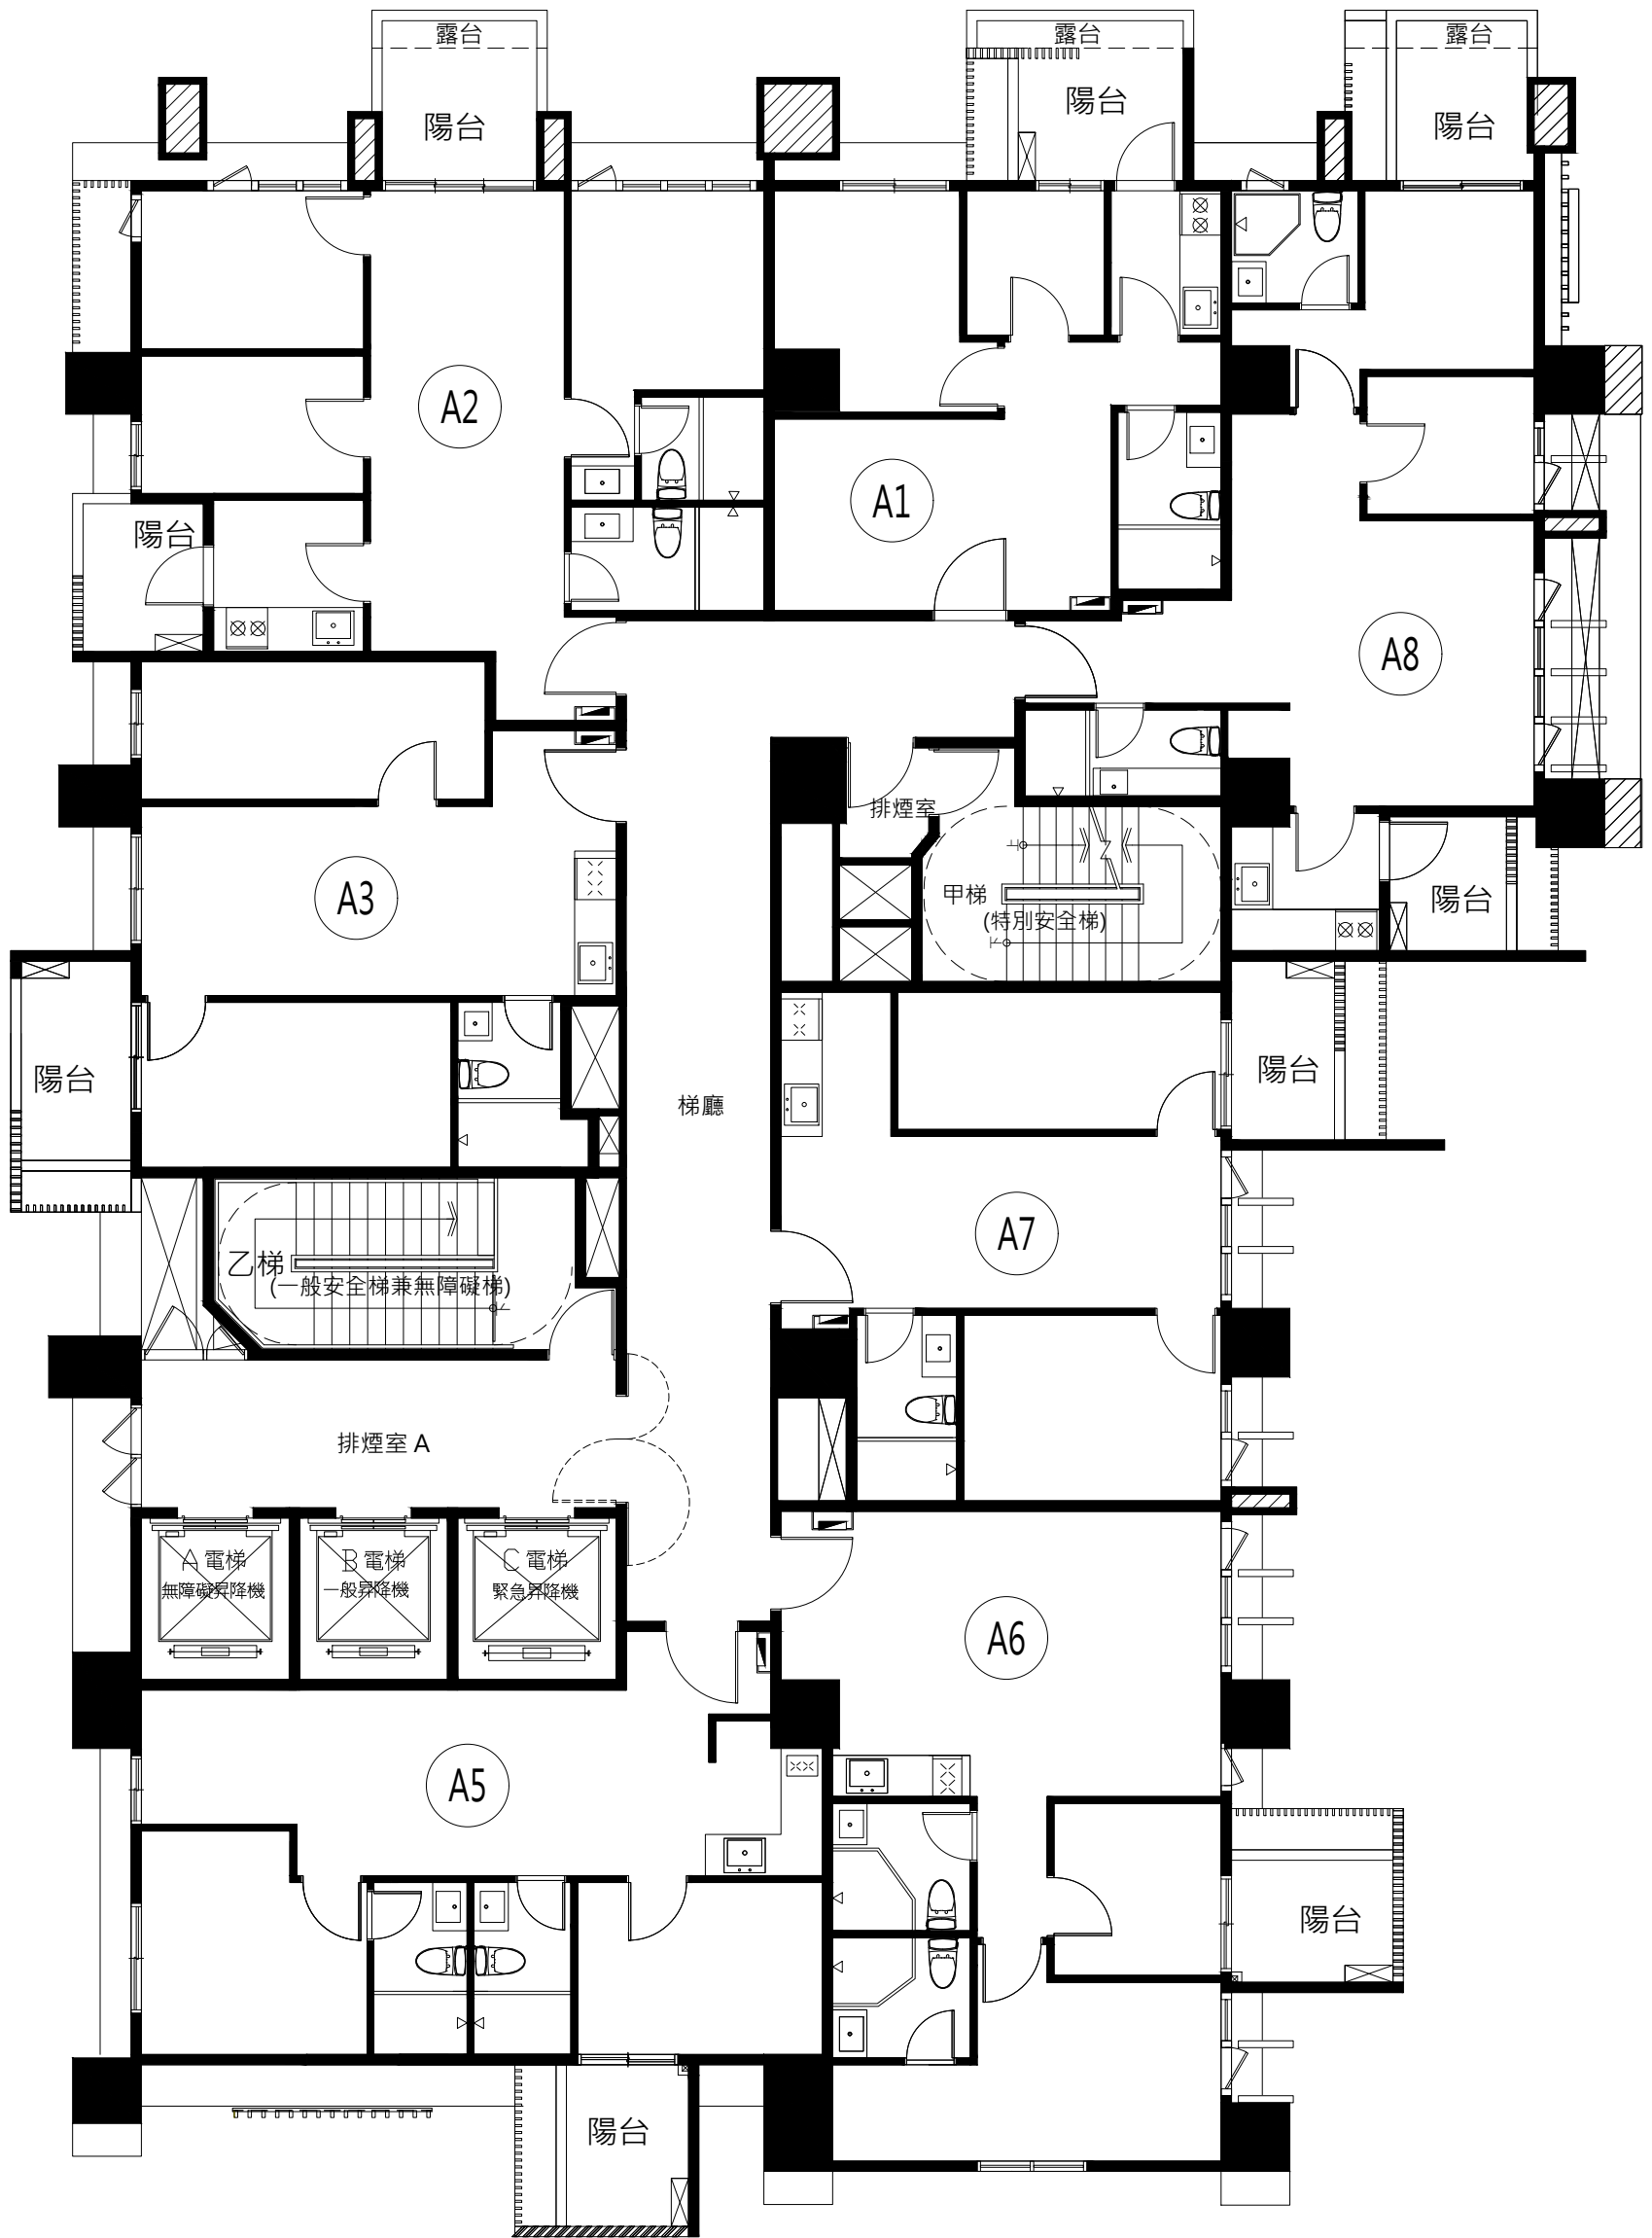 露台
露台
露台
陽台
陽台
陽台
A2
A1
陽台
A8
排煙室
A3
甲梯
(特別安全梯)
陽台
陽台
陽台
梯廳
A7
乙梯
(一般安全梯兼無障礙梯)
排煙室 A
A 電梯
無障礙昇降機
B 電梯
一般昇降機
C 電梯
緊急昇降機
A6
A5
陽台
陽台